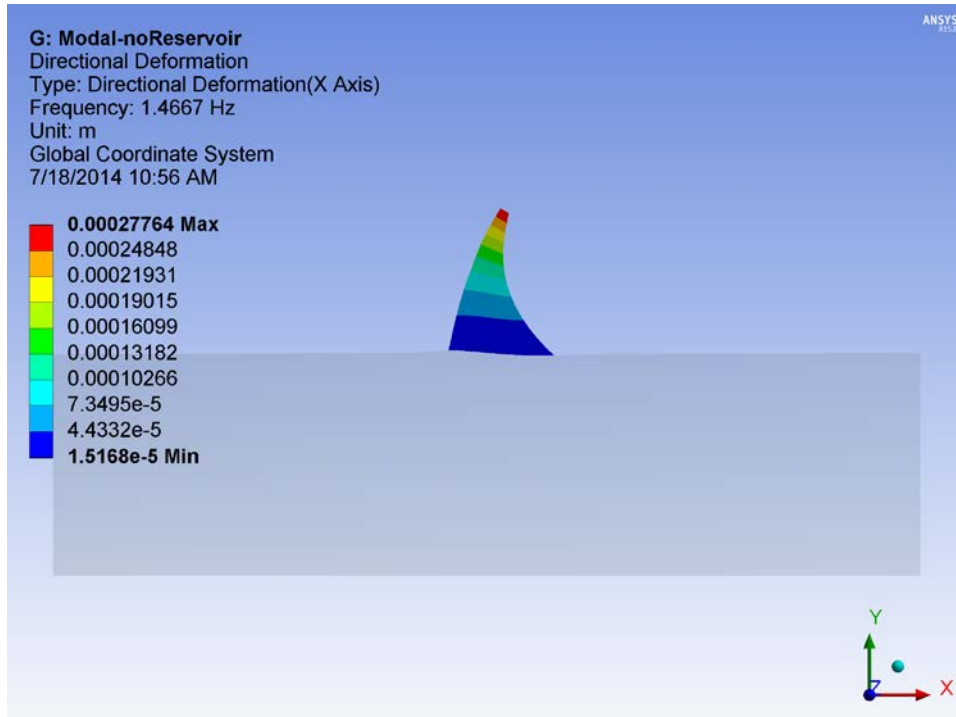 G: Modal-noReservoir
Directional Deformation
Type: Directional Deformation(X Axis)
Frequency: 1.4667 Hz
Unit: m
Global Coordinate System
7/18/2014 10:56 AM
0.00027764 Max
0.00024848
0.00021931
0.00019015
0.00016099
0.00013182
0.00010266
7.3495e-5
4.4332e-5
1.5168e-5 Min
ANSYS
Y
Z
X